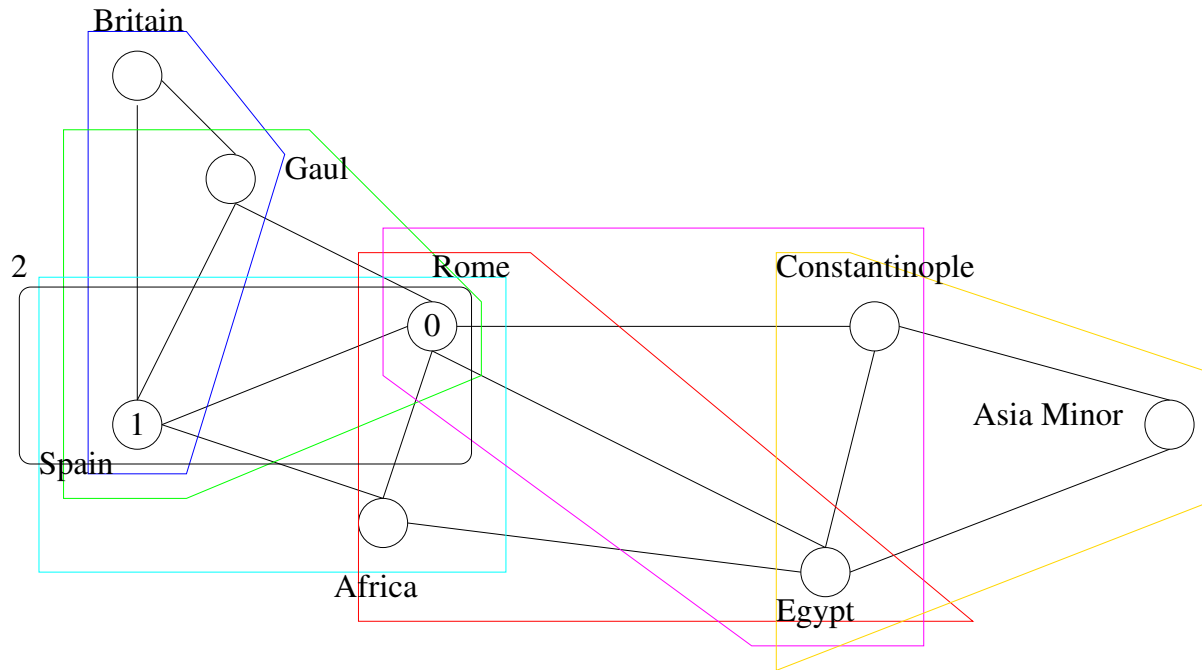 Britain
Gaul
2
Rome
Constantinople
0
Asia Minor
1
Spain
Africa
Egypt